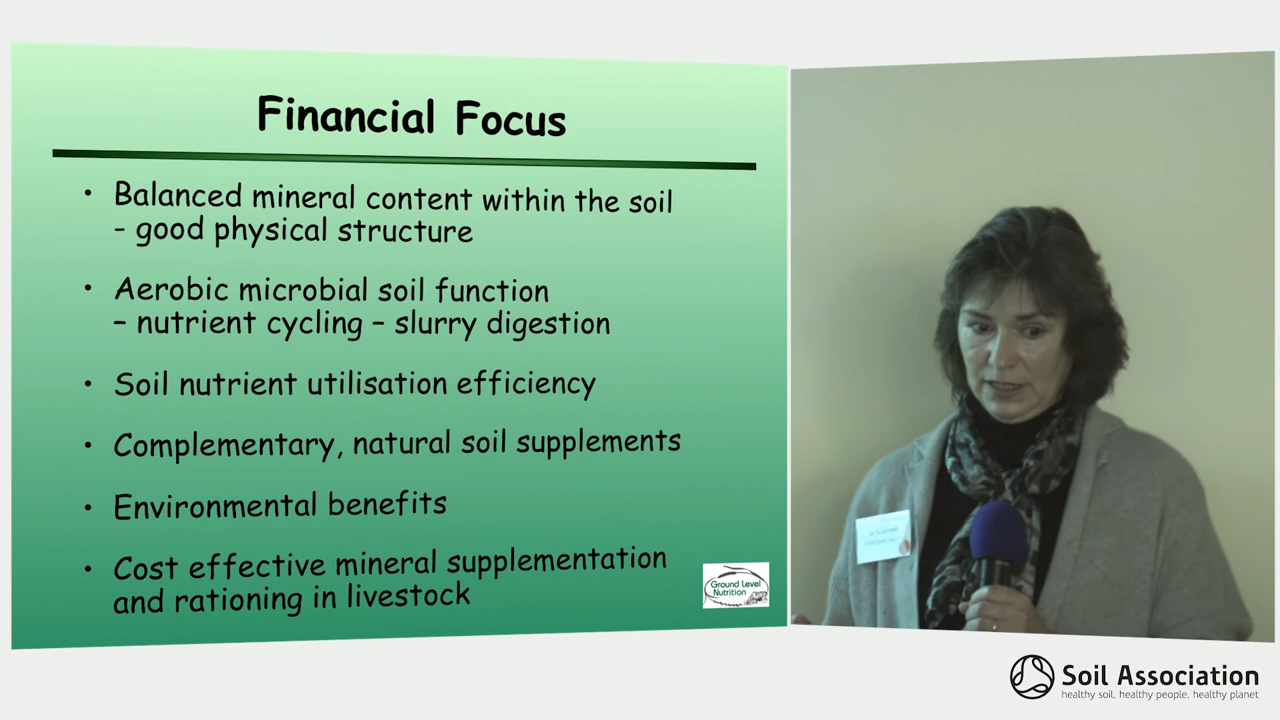 Financial Focus
• Balanced mineral content within the soil
- good physical structure
• Aerobic microbial soil function
– nutrient cycling – slurry digestion
• Soil nutrient utilisation efficiency
• Complementary, natural soil supplements
• Environmental benefits
• Cost effective mineral supplementation
and rationing in livestock
Ground Level
Nutrition
Soil Association
healthy soil, healthy people, healthy planet